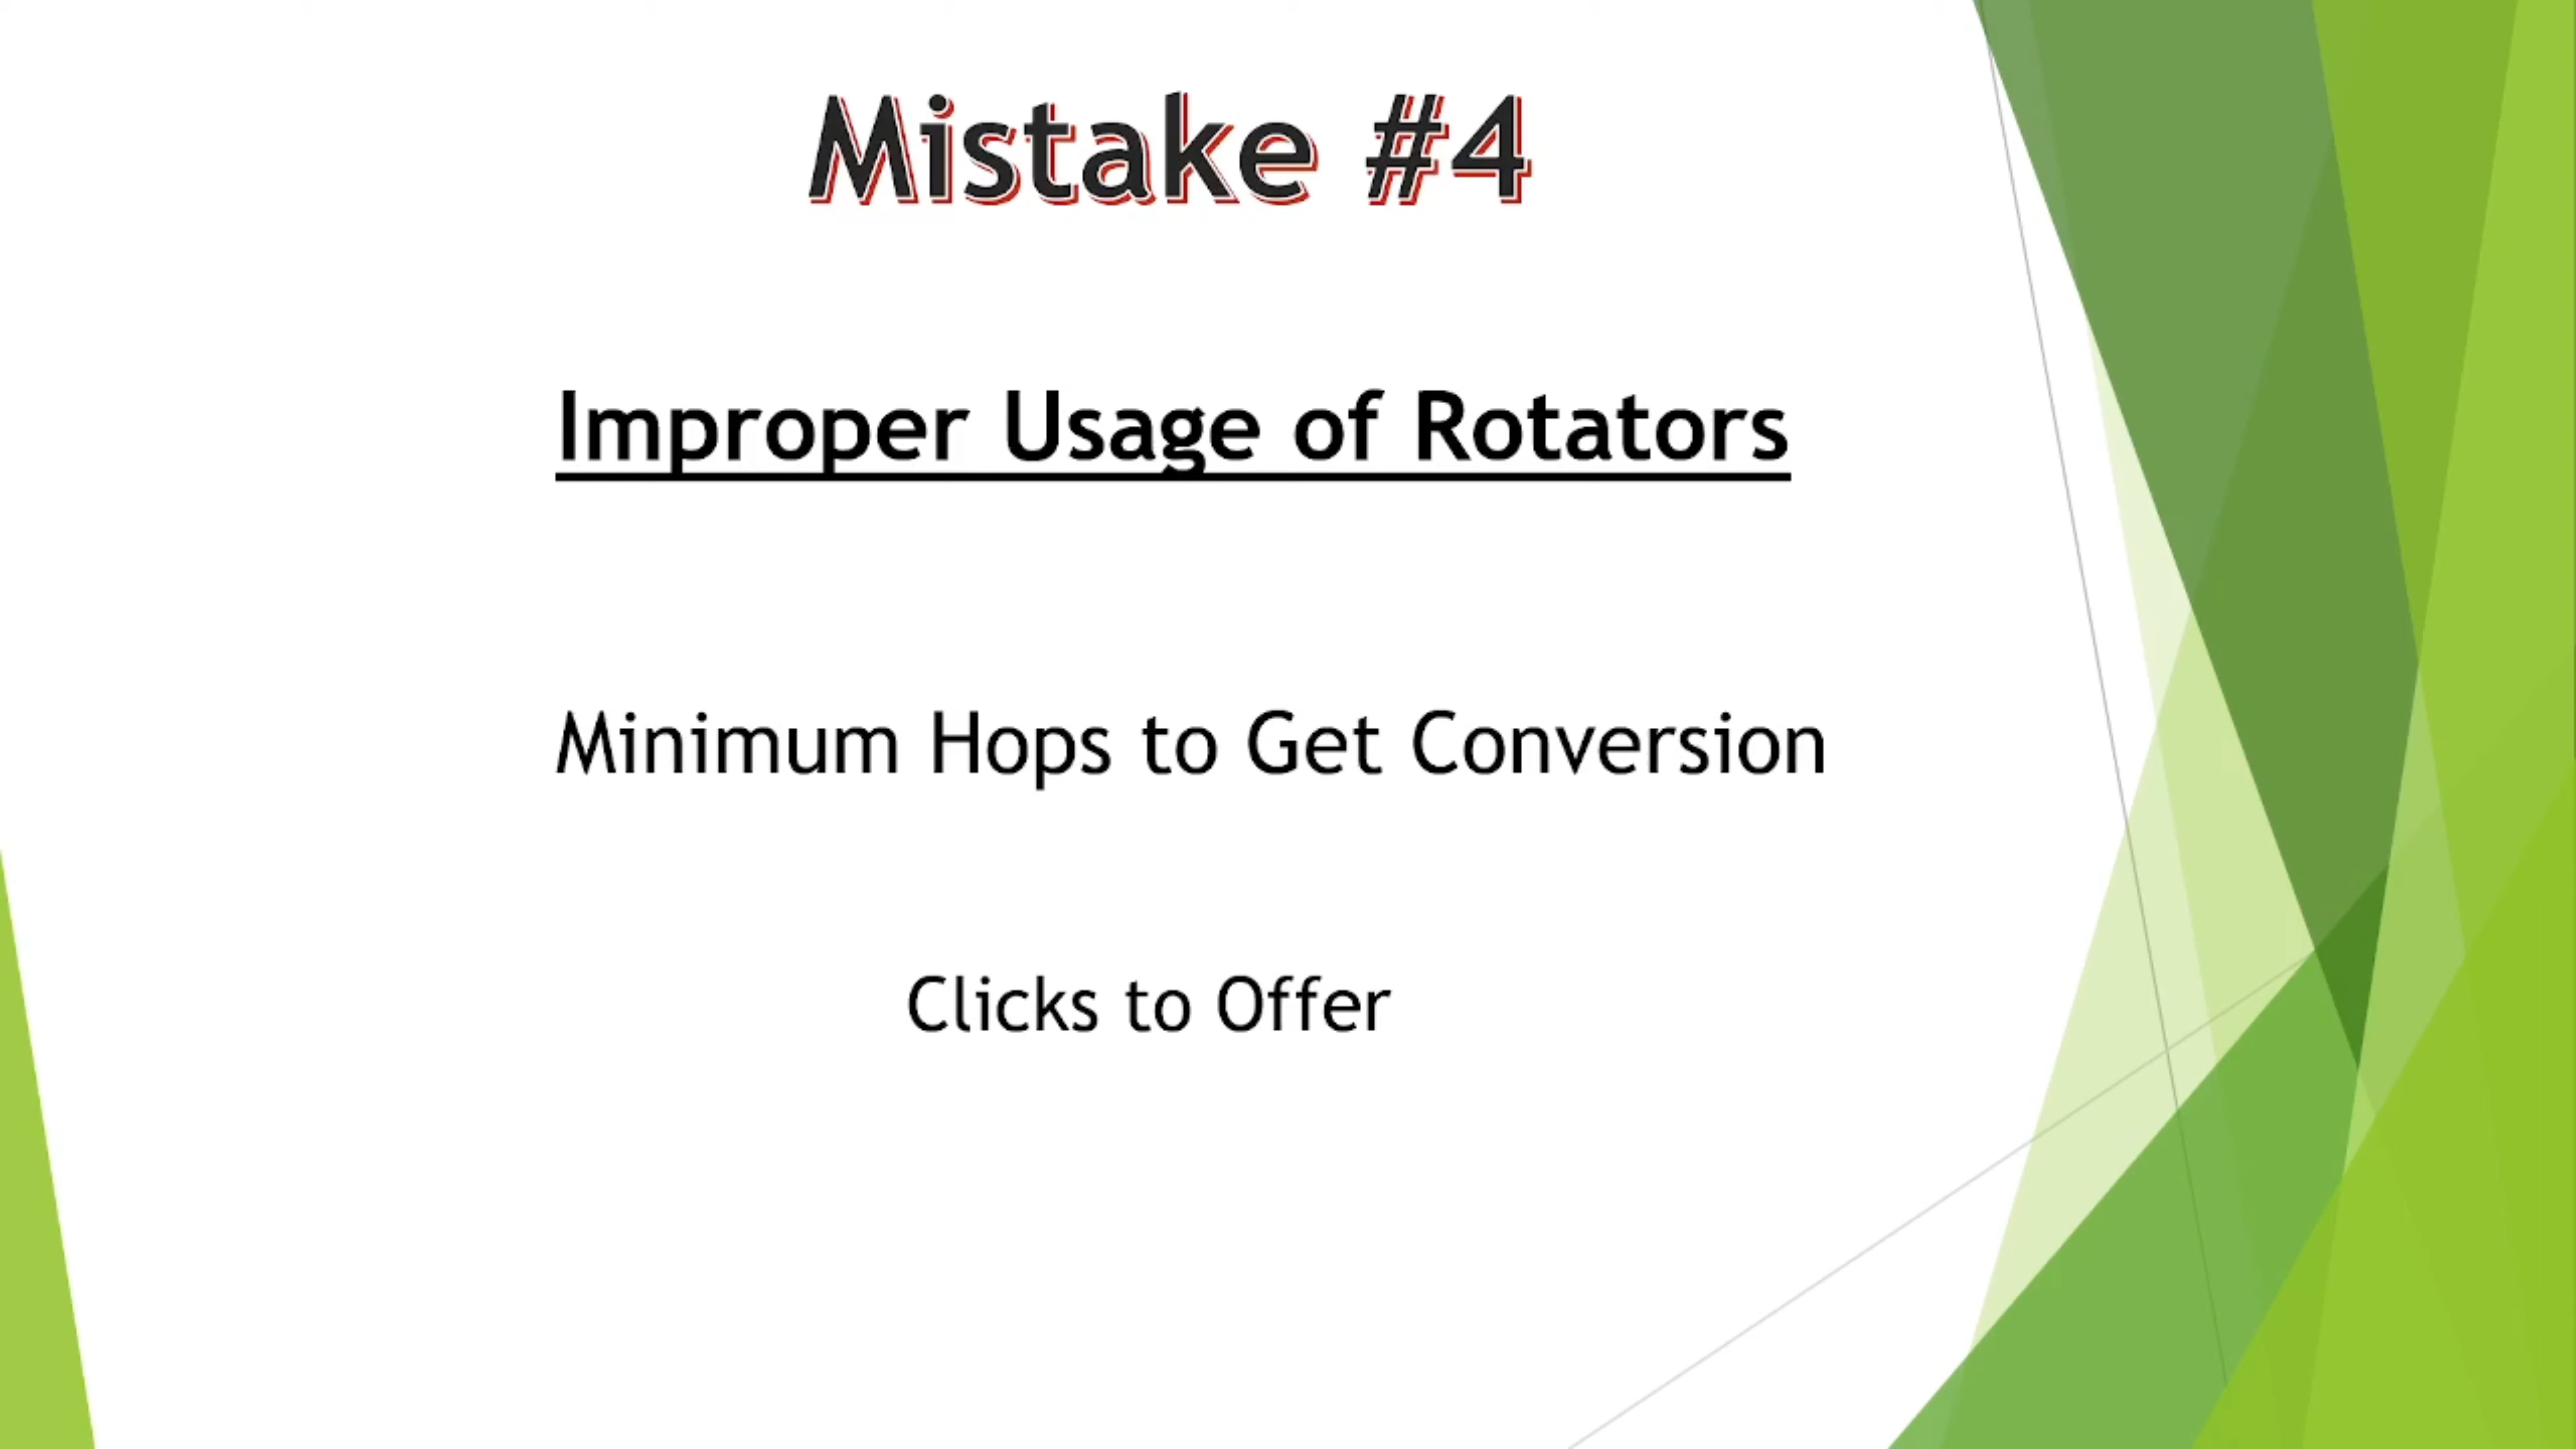 Mistake #4
Improper Usage of Rotators
Minimum Hops to Get Conversion
Clicks to Offer